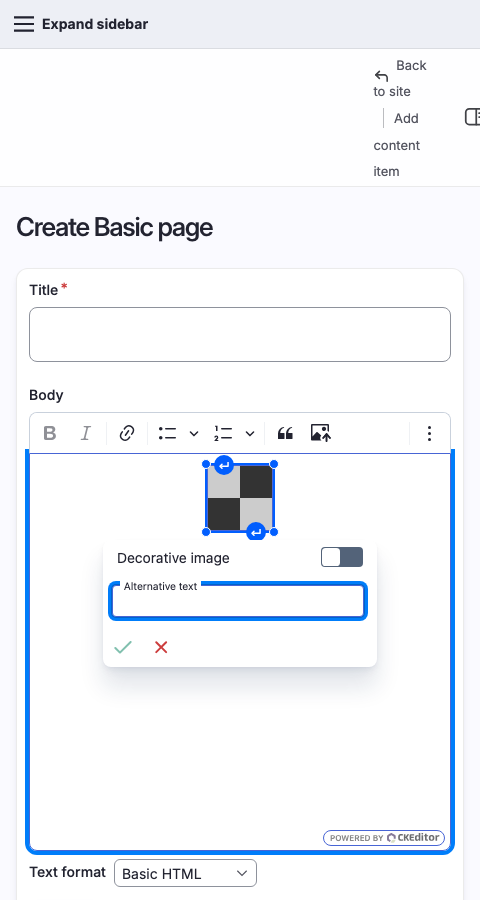 Expand sidebar
Back
to site
Add
content
item
Create Basic page
Title *
Body
B I
Decorative image
Alternative text
POWERED BY CKEditor
Text format Basic HTML